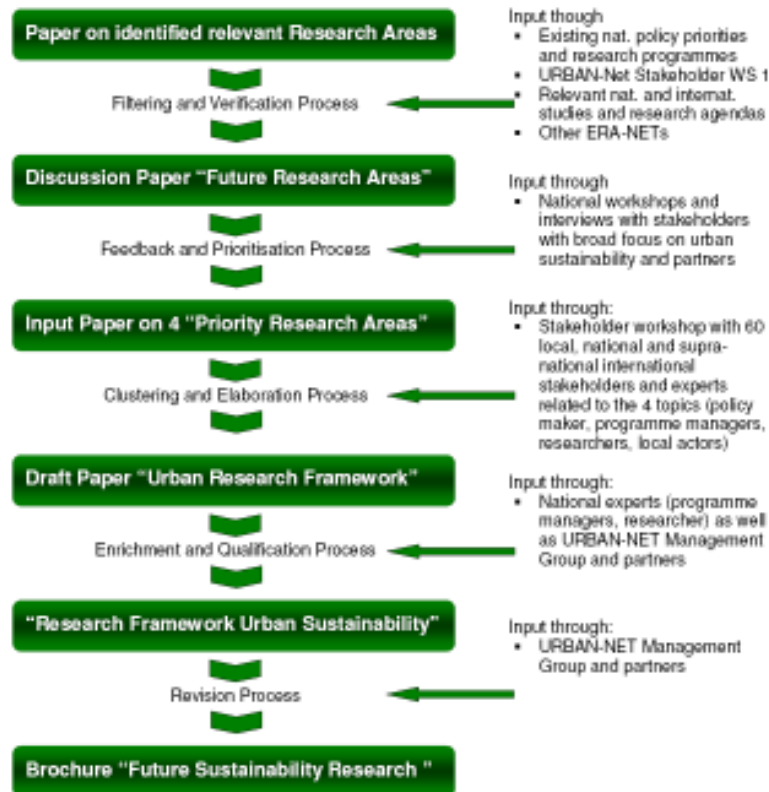 Paper on identified relevant Research Areas
Filtering and Verification Process
Input though
▪ Existing nat. policy priorities
and research programmes
▪ URBAN-Net Stakeholder WS 1
▪ Relevant nat. and internat.
studies and research agendas
▪ Other ERA-NETs
Discussion Paper “Future Research Areas”
Feedback and Prioritisation Process
Input through
▪ National workshops and
interviews with stakeholders
with broad focus on urban
sustainability and partners
Input Paper on 4 “Priority Research Areas”
Clustering and Elaboration Process
Input through:
▪ Stakeholder workshop with 60
local, national and supra-
national international
stakeholders and experts
related to the 4 topics (policy
maker, programme managers,
researchers, local actors)
Draft Paper “Urban Research Framework”
Enrichment and Qualification Process
Input through:
▪ National experts (programme
managers, researcher) as well
as URBAN-NET Management
Group and partners
“Research Framework Urban Sustainability”
Revision Process
Input through:
▪ URBAN-NET Management
Group and partners
Brochure “Future Sustainability Research ”